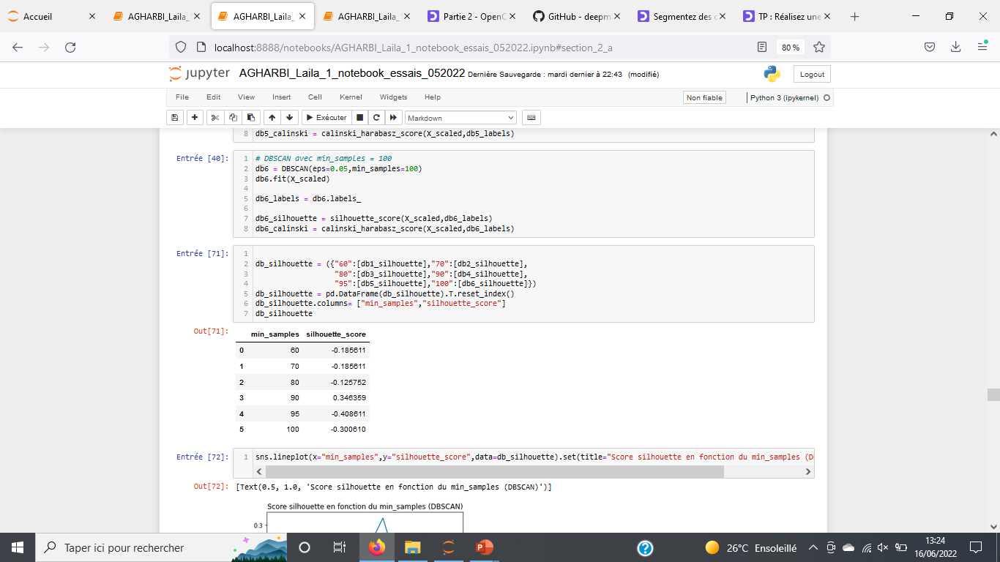 Accueil
AGHARBI_Laila_1
AGHARBI_Laila_
AGHARBI_Laila_1
Partie 2 - OpenC
GitHub - deepm
Segmentez des c
TP : Réalisez une
localhost:8888/notebooks/AGHARBI_Laila_1_notebook_essais_052022.ipynb#section_2_a
80 %
jupyter AGHARBI_Laila_1_notebook_essais_052022 Dernière Sauvegarde : mardi dernier à 22:43 (modifié)
Logout
File Edit View Insert Cell Kernel Widgets Help
Non fiable
Python 3 (ipykernel)
Exécuter
Markdown
8 db5_calinski = calinski_harabasz_score(X_scaled,db5_labels)
Entrée [40]:
1 # DBSCAN avec min_samples = 100
2 db6 = DBSCAN(eps=0.05,min_samples=100)
3 db6.fit(X_scaled)
4
5 db6_labels = db6.labels_
6
7 db6_silhouette = silhouette_score(X_scaled,db6_labels)
8 db6_calinski = calinski_harabasz_score(X_scaled,db6_labels)
Entrée [71]:
1
2 db_silhouette = ({"60":[db1_silhouette],"70":[db2_silhouette],
3 "80":[db3_silhouette],"90":[db4_silhouette],
4 "95":[db5_silhouette],"100":[db6_silhouette]})
5 db_silhouette = pd.DataFrame(db_silhouette).T.reset_index()
6 db_silhouette.columns= ["min_samples","silhouette_score"]
7 db_silhouette
Out[71]:
min_samples silhouette_score
0 60 -0.185611
1 70 -0.185611
2 80 -0.125752
3 90 0.346359
4 95 -0.408611
5 100 -0.300610
Entrée [72]:
1 sns.lineplot(x="min_samples",y="silhouette_score",data=db_silhouette).set(title="Score silhouette en fonction du min_samples (D
Out[72]: [Text(0.5, 1.0, 'Score silhouette en fonction du min_samples (DBSCAN)')]
Score silhouette en fonction du min_samples (DBSCAN)
0.3
Taper ici pour rechercher
26°C Ensoleillé
13:24
16/06/2022